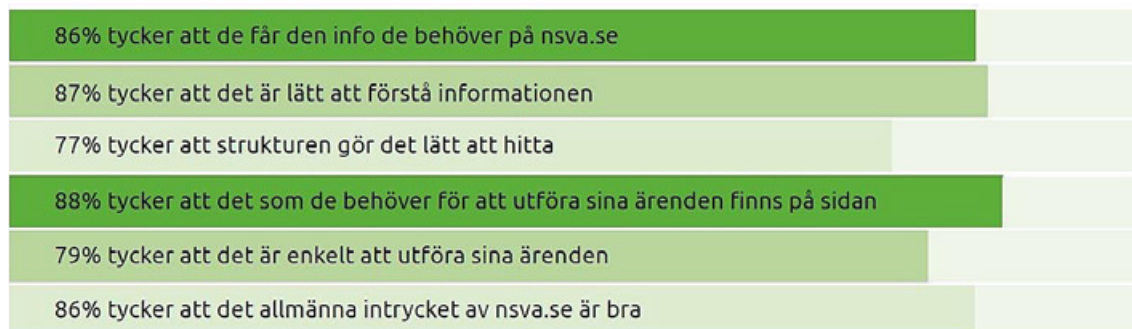 86% tycker att de får den info de behöver på nsva.se
87% tycker att det är lätt att förstå informationen
77% tycker att strukturen gör det lätt att hitta
88% tycker att det som de behöver för att utföra sina ärenden finns på sidan
79% tycker att det är enkelt att utföra sina ärenden
86% tycker att det allmänna intrycket av nsva.se är bra